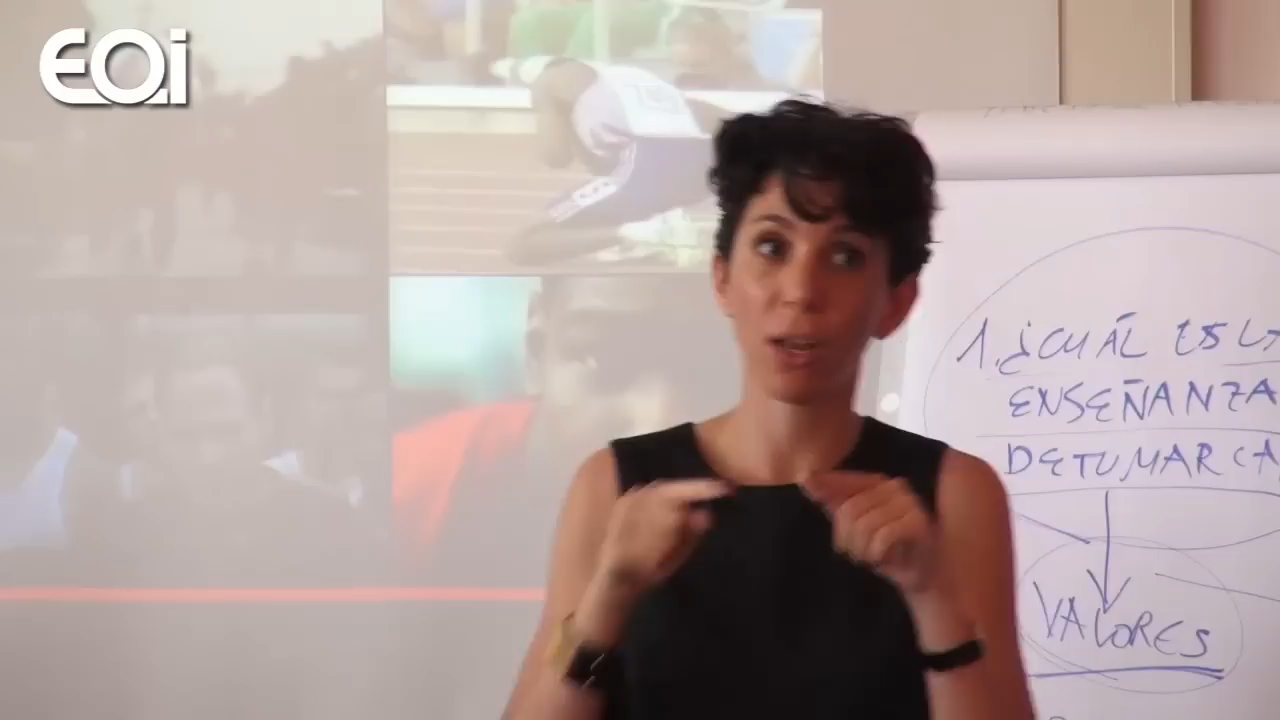 EOi
1. ¿CUÁL ES LA
ENSEÑANZA
DE TU MARCA
VALORES